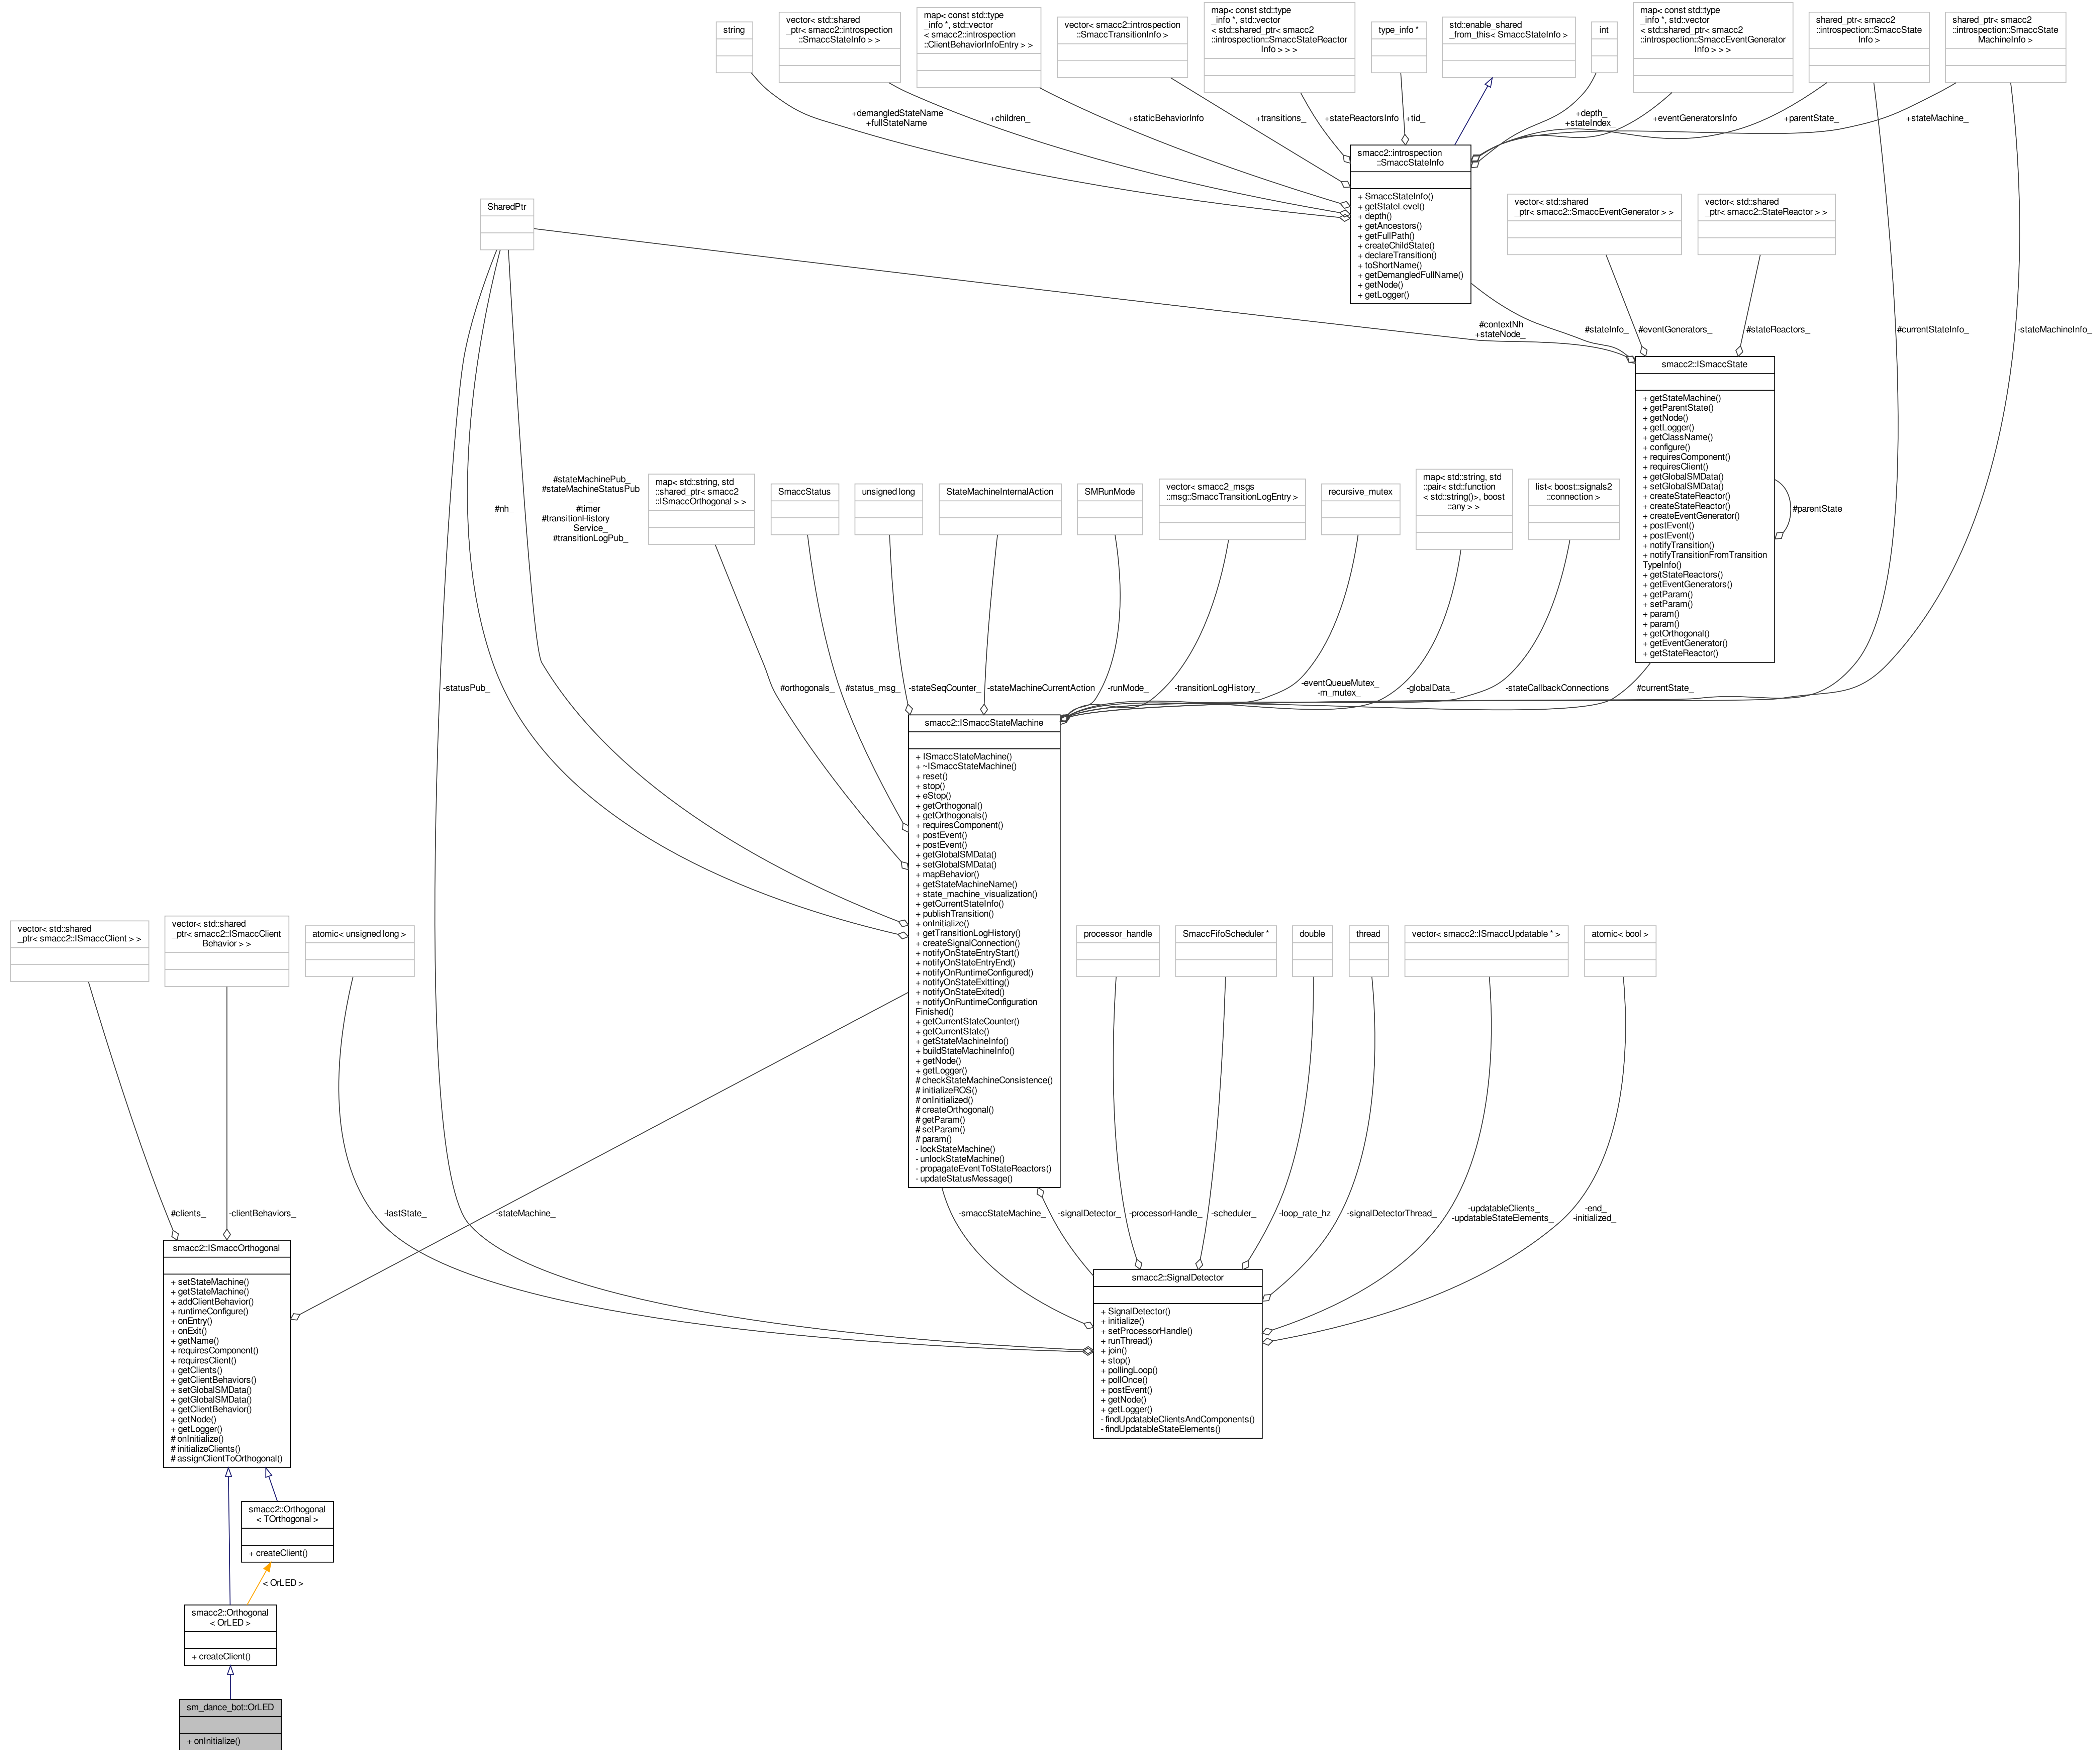 string
vector< std::shared
_ptr< smacc2::introspection
::SmaccStateInfo > >
map< const std::type
_info *, std::vector
< smacc2::introspection
::ClientBehaviorInfoEntry > >
vector< smacc2::introspection
::SmaccTransitionInfo >
map< const std::type
_info *, std::vector
< std::shared_ptr< smacc2
::introspection::SmaccStateReactor
Info > > >
type_info *
std::enable_shared
_from_this< SmaccStateInfo >
int
map< const std::type
_info *, std::vector
< std::shared_ptr< smacc2
::introspection::SmaccEventGenerator
Info > > >
shared_ptr< smacc2
::introspection::SmaccState
Info >
shared_ptr< smacc2
::introspection::SmaccState
MachineInfo >
+demangledStateName
+fullStateName
+children_
+staticBehaviorInfo
+transitions_
+stateReactorsInfo
+tid_
+depth_
+stateIndex_
+eventGeneratorsInfo
+parentState_
+stateMachine_
smacc2::introspection
::SmaccStateInfo
+ SmaccStateInfo()
+ getStateLevel()
+ depth()
+ getAncestors()
+ getFullPath()
+ createChildState()
+ declareTransition()
+ toShortName()
+ getDemangledFullName()
+ getNode()
+ getLogger()
SharedPtr
vector< std::shared
_ptr< smacc2::SmaccEventGenerator > >
vector< std::shared
_ptr< smacc2::StateReactor > >
#contextNh
+stateNode_
#stateInfo_
#eventGenerators_
#stateReactors_
#currentStateInfo_
-stateMachineInfo_
smacc2::ISmaccState
+ getStateMachine()
+ getParentState()
+ getNode()
+ getLogger()
+ getClassName()
+ configure()
+ requiresComponent()
+ requiresClient()
+ getGlobalSMData()
+ setGlobalSMData()
+ createStateReactor()
+ createStateReactor()
+ createEventGenerator()
+ postEvent()
+ postEvent()
+ notifyTransition()
+ notifyTransitionFromTransition
TypeInfo()
+ getStateReactors()
+ getEventGenerators()
+ getParam()
+ setParam()
+ param()
+ param()
+ getOrthogonal()
+ getEventGenerator()
+ getStateReactor()
#parentState_
#nh_
#stateMachinePub_
#stateMachineStatusPub
_
#timer_
#transitionHistory
Service_
#transitionLogPub_
map< std::string, std
::shared_ptr< smacc2
::ISmaccOrthogonal > >
SmaccStatus
unsigned long
StateMachineInternalAction
SMRunMode
vector< smacc2_msgs
::msg::SmaccTransitionLogEntry >
recursive_mutex
map< std::string, std
::pair< std::function
< std::string()>, boost
::any > >
list< boost::signals2
::connection >
-statusPub_
#orthogonals_
#status_msg_
-stateSeqCounter_
-stateMachineCurrentAction
-runMode_
-transitionLogHistory_
-eventQueueMutex_
-m_mutex_
-globalData_
-stateCallbackConnections
#currentState_
smacc2::ISmaccStateMachine
+ ISmaccStateMachine()
+ ~ISmaccStateMachine()
+ reset()
+ stop()
+ eStop()
+ getOrthogonal()
+ getOrthogonals()
+ requiresComponent()
+ postEvent()
+ postEvent()
+ getGlobalSMData()
+ setGlobalSMData()
+ mapBehavior()
+ getStateMachineName()
+ state_machine_visualization()
+ getCurrentStateInfo()
+ publishTransition()
+ onInitialize()
+ getTransitionLogHistory()
+ createSignalConnection()
+ notifyOnStateEntryStart()
+ notifyOnStateEntryEnd()
+ notifyOnRuntimeConfigured()
+ notifyOnStateExitting()
+ notifyOnStateExited()
+ notifyOnRuntimeConfiguration
Finished()
+ getCurrentStateCounter()
+ getCurrentState()
+ getStateMachineInfo()
+ buildStateMachineInfo()
+ getNode()
+ getLogger()
# checkStateMachineConsistence()
# initializeROS()
# onInitialized()
# createOrthogonal()
# getParam()
# setParam()
# param()
- lockStateMachine()
- unlockStateMachine()
- propagateEventToStateReactors()
- updateStatusMessage()
vector< std::shared
_ptr< smacc2::ISmaccClient > >
vector< std::shared
_ptr< smacc2::ISmaccClient
Behavior > >
atomic< unsigned long >
processor_handle
SmaccFifoScheduler *
double
thread
vector< smacc2::ISmaccUpdatable * >
atomic< bool >
#clients_
-clientBehaviors_
-lastState_
-stateMachine_
-smaccStateMachine_
-signalDetector_
-processorHandle_
-scheduler_
-loop_rate_hz
-signalDetectorThread_
-updatableClients_
-updatableStateElements_
-end_
-initialized_
smacc2::ISmaccOrthogonal
+ setStateMachine()
+ getStateMachine()
+ addClientBehavior()
+ runtimeConfigure()
+ onEntry()
+ onExit()
+ getName()
+ requiresComponent()
+ requiresClient()
+ getClients()
+ getClientBehaviors()
+ setGlobalSMData()
+ getGlobalSMData()
+ getClientBehavior()
+ getNode()
+ getLogger()
# onInitialize()
# initializeClients()
# assignClientToOrthogonal()
smacc2::SignalDetector
+ SignalDetector()
+ initialize()
+ setProcessorHandle()
+ runThread()
+ join()
+ stop()
+ pollingLoop()
+ pollOnce()
+ postEvent()
+ getNode()
+ getLogger()
- findUpdatableClientsAndComponents()
- findUpdatableStateElements()
smacc2::Orthogonal
< TOrthogonal >
+ createClient()
< OrLED >
smacc2::Orthogonal
< OrLED >
+ createClient()
sm_dance_bot::OrLED
+ onInitialize()